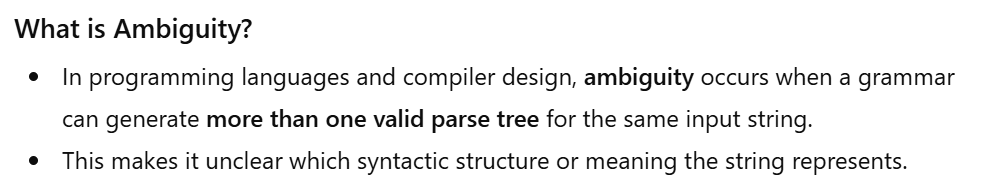 What is Ambiguity?
• In programming languages and compiler design, ambiguity occurs when a grammar
can generate more than one valid parse tree for the same input string.
• This makes it unclear which syntactic structure or meaning the string represents.